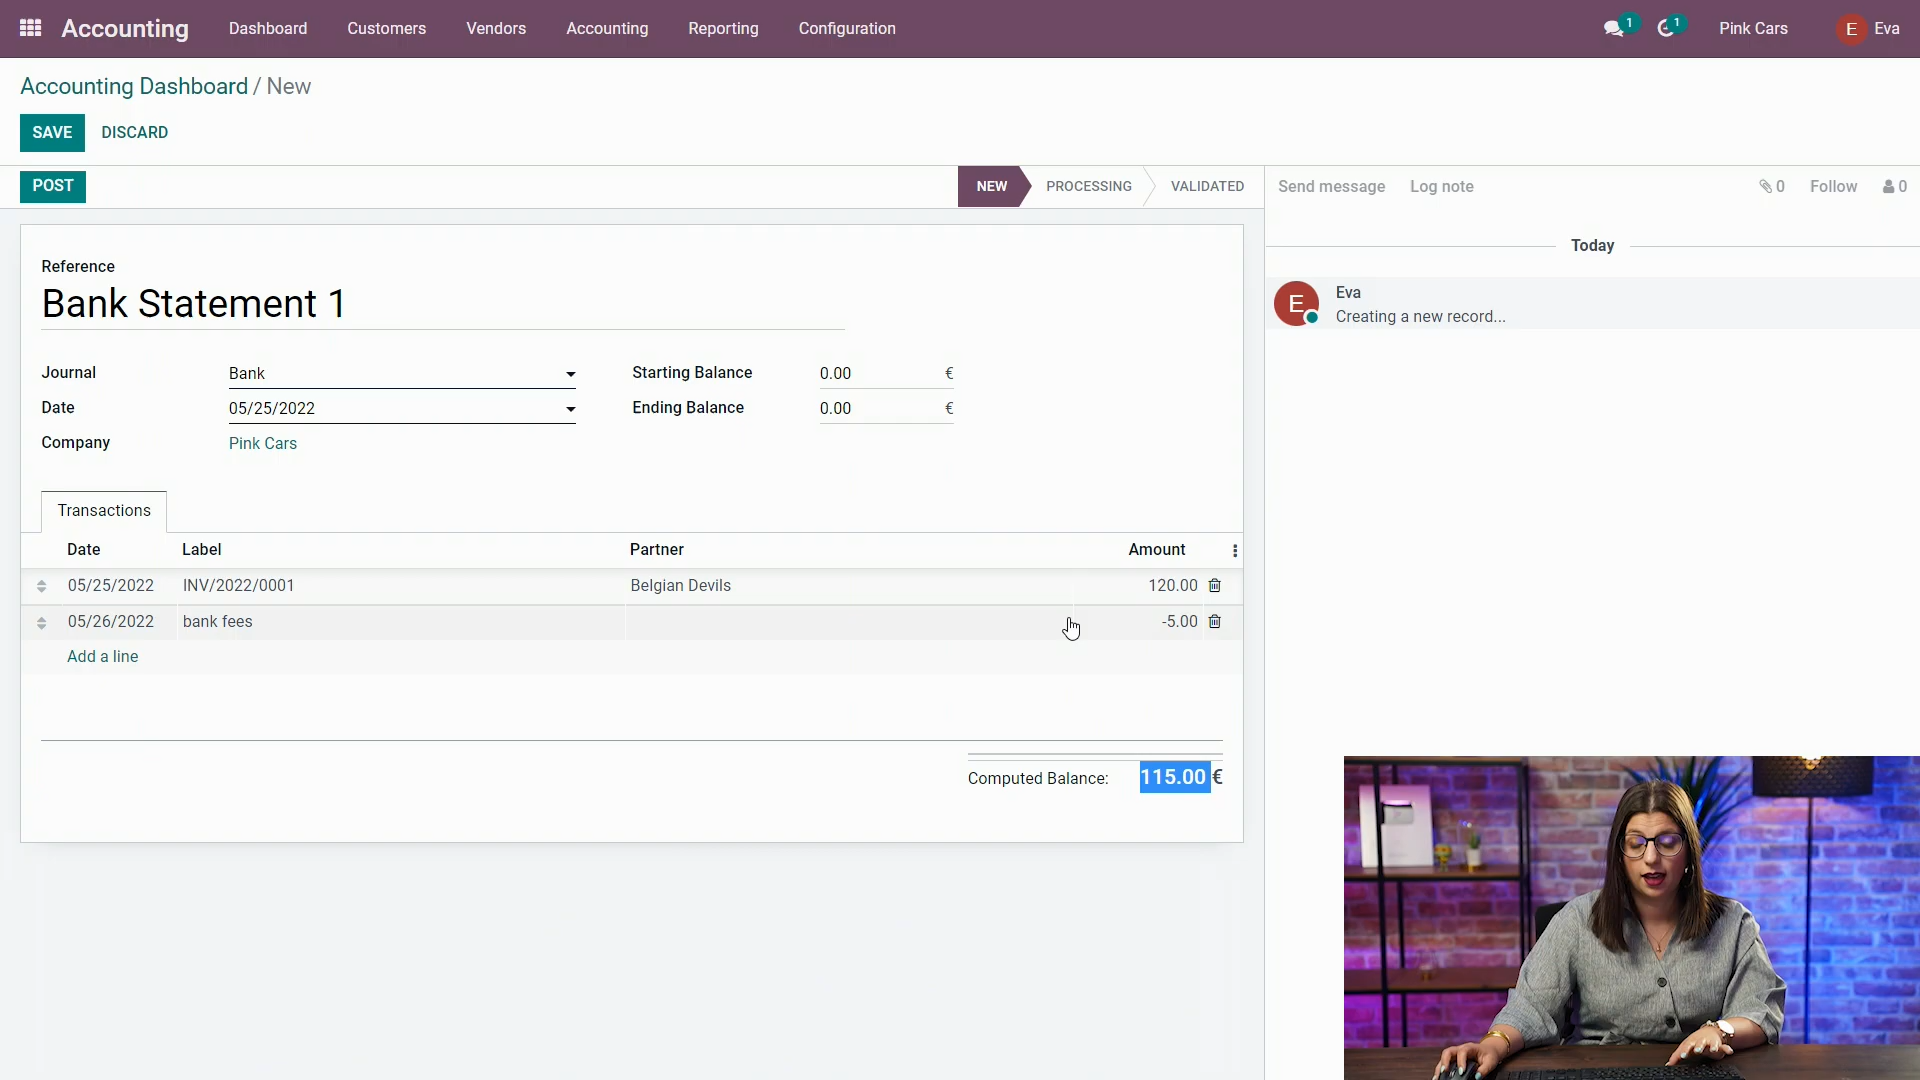 Accounting Dashboard Customers Vendors Accounting Reporting Configuration 1 1 Pink Cars E Eva
Accounting Dashboard / New
SAVE DISCARD
POST NEW PROCESSING VALIDATED Send message Log note 0 Follow 0
Today
Reference
Bank Statement 1
E Eva
Creating a new record...
Journal Bank Starting Balance 0.00 €
Date 05/25/2022 Ending Balance 0.00 €
Company Pink Cars
Transactions
Date Label Partner Amount
05/25/2022 INV/2022/0001 Belgian Devils 120.00
05/26/2022 bank fees -5.00
Add a line
Computed Balance: 115.00 €